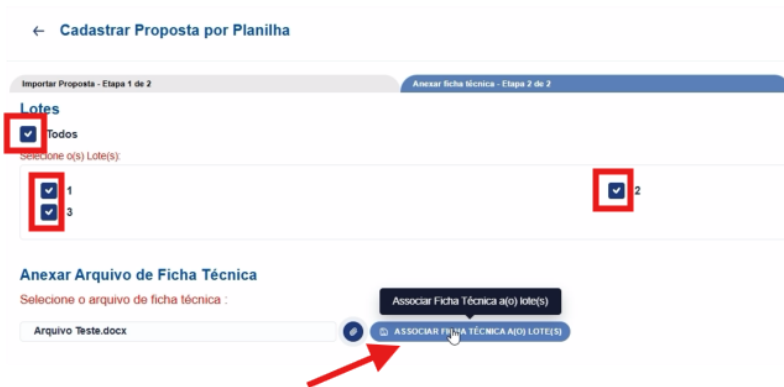 ← Cadastrar Proposta por Planilha
Importar Proposta - Etapa 1 de 2
Anexar ficha técnica - Etapa 2 de 2
Lotes
Todos
Selecione o(s) Lote(s):
1
2
3
Anexar Arquivo de Ficha Técnica
Selecione o arquivo de ficha técnica :
Associar Ficha Técnica a(o) lote(s)
Arquivo Teste.docx
ASSOCIAR FICHA TÉCNICA A(O) LOTE(S)